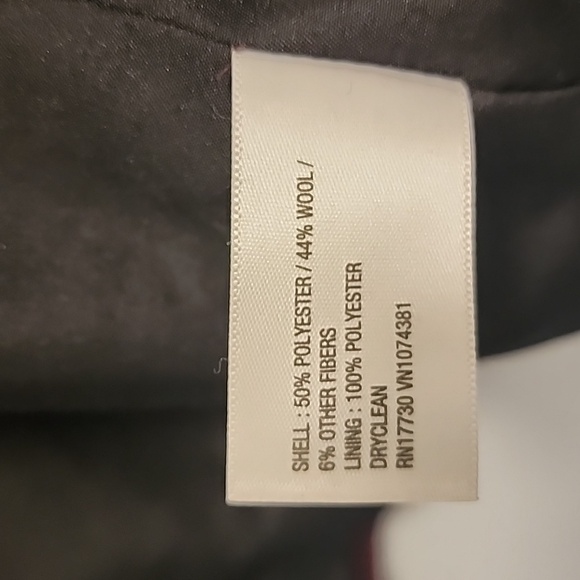 SHELL : 50% POLYESTER / 44% WOOL /
6% OTHER FIBERS
LINING : 100% POLYESTER
DRYCLEAN
RN17730 VN1074381